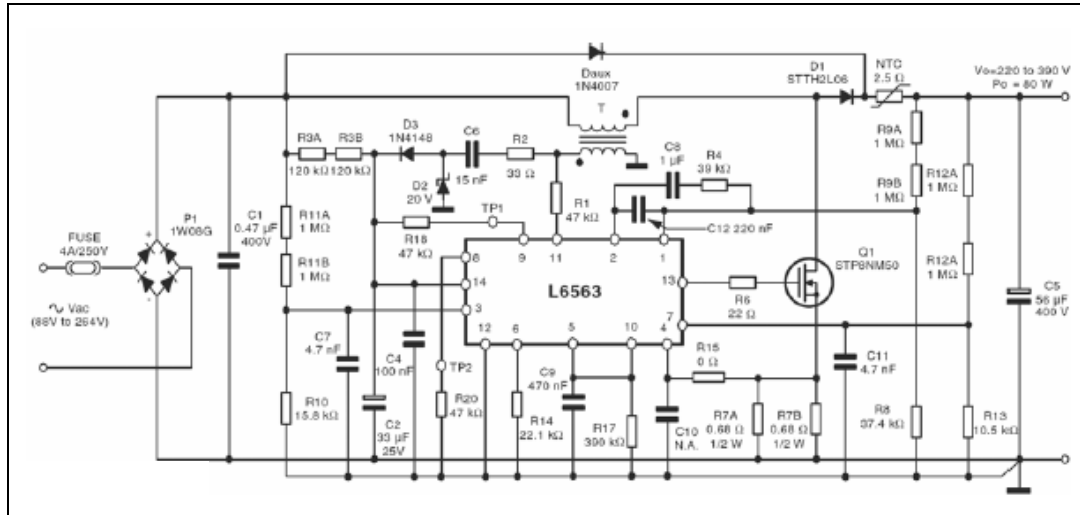 Daux
1N4007
T
D1
STTH2L06
NTC
2.5 Ω
Vo=220 to 390 V
Po = 80 W
R3A
120 kΩ
R3B
120 kΩ
D3
1N4148
C6
15 nF
R2
33 Ω
D2
20 V
TP1
R18
47 kΩ
R1
47 kΩ
C8
1 µF
R4
39 kΩ
C12 220 nF
R9A
1 MΩ
R9B
1 MΩ
R12A
1 MΩ
R12A
1 MΩ
FUSE
4A/250V
P1
1W08G
+
-
Vac
(88V to 264V)
C1
0.47 µF
400V
R11A
1 MΩ
R11B
1 MΩ
R10
15.8 kΩ
C7
4.7 nF
C4
100 nF
C2
33 µF
25V
L6563
8
14
3
9
11
2
1
13
7
12
6
5
10
4
TP2
R20
47 kΩ
R14
22.1 kΩ
C9
470 nF
R17
390 kΩ
C10
N.A.
R15
0 Ω
R6
22 Ω
Q1
STP8NM50
R7A
0.68 Ω
1/2 W
R7B
0.68 Ω
1/2 W
C11
4.7 nF
R8
37.4 kΩ
R13
10.5 kΩ
C5
56 µF
400 V